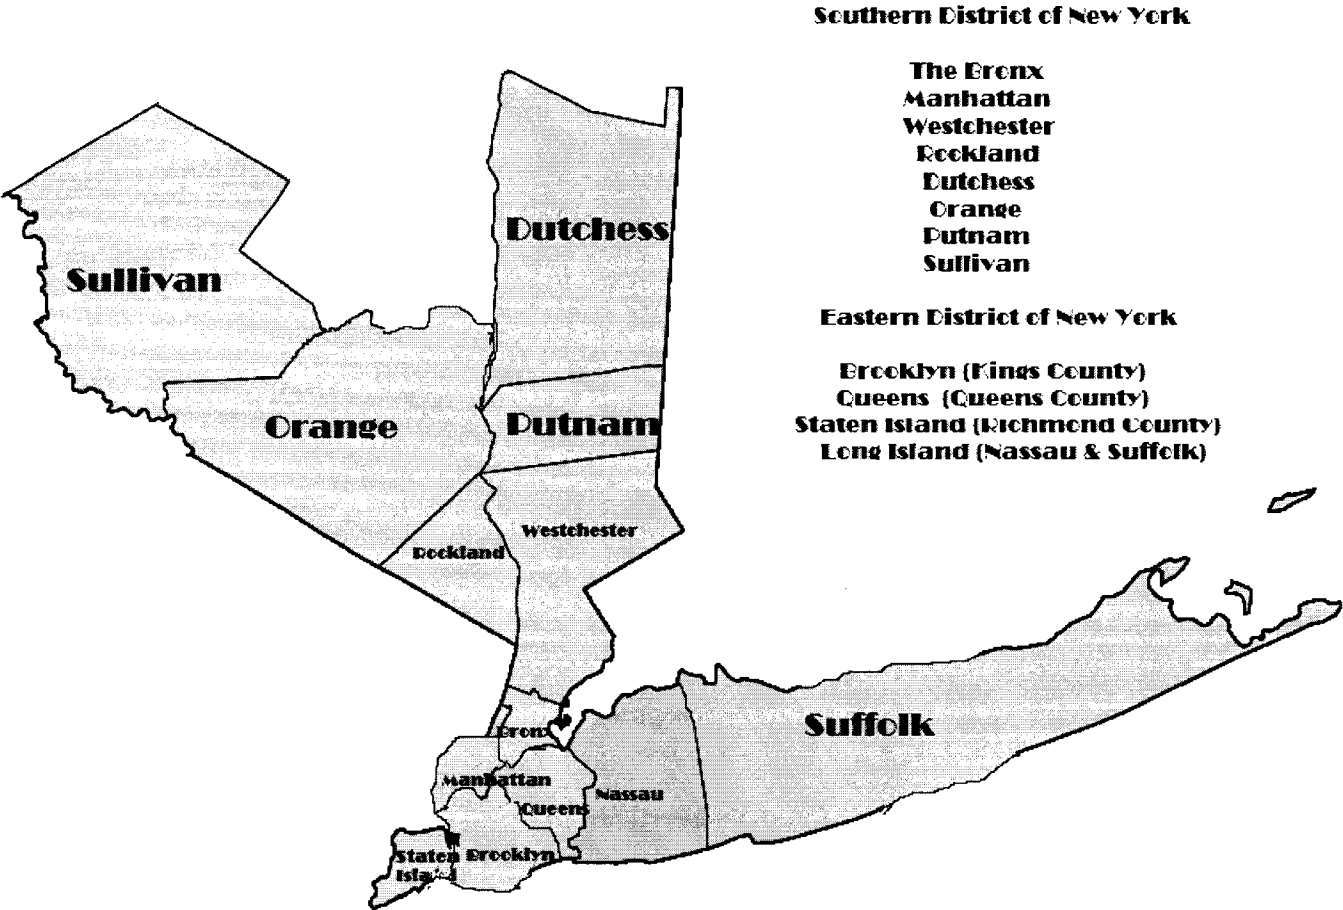 Southern District of New York
The Bronx
Manhattan
Westchester
Rockland
Dutchess
Orange
Putnam
Sullivan
Eastern District of New York
Brooklyn (Kings County)
Queens (Queens County)
Staten Island (Richmond County)
Long Island (Nassau & Suffolk)
Dutchess
Sullivan
Orange
Putnam
Westchester
Rockland
Suffolk
Bronx
Manhattan
Nassau
Queens
Staten
Island
Brooklyn